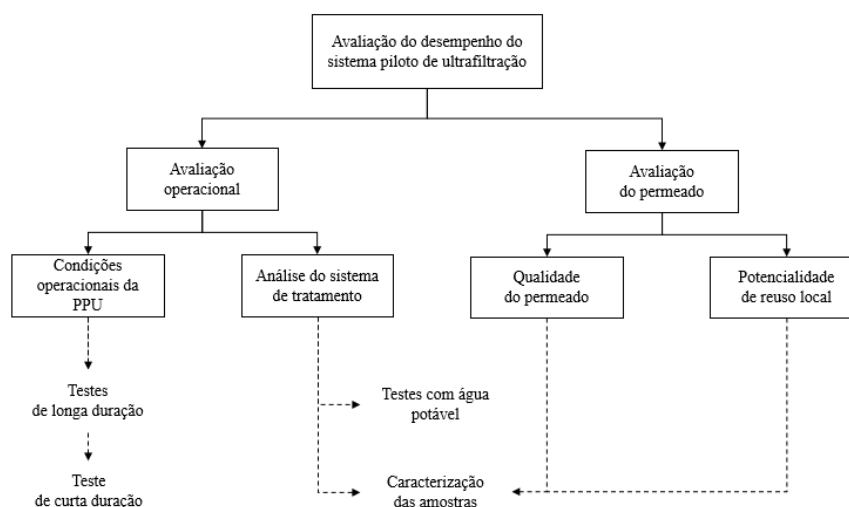 Avaliação do desempenho do
sistema piloto de ultrafiltração
Avaliação
operacional
Avaliação
do permeado
Condições
operacionais da
PPU
Análise do sistema
de tratamento
Qualidade
do permeado
Potencialidade
de reuso local
Testes
de longa duração
Testes com água
potável
Teste
de curta duração
Caracterização
das amostras